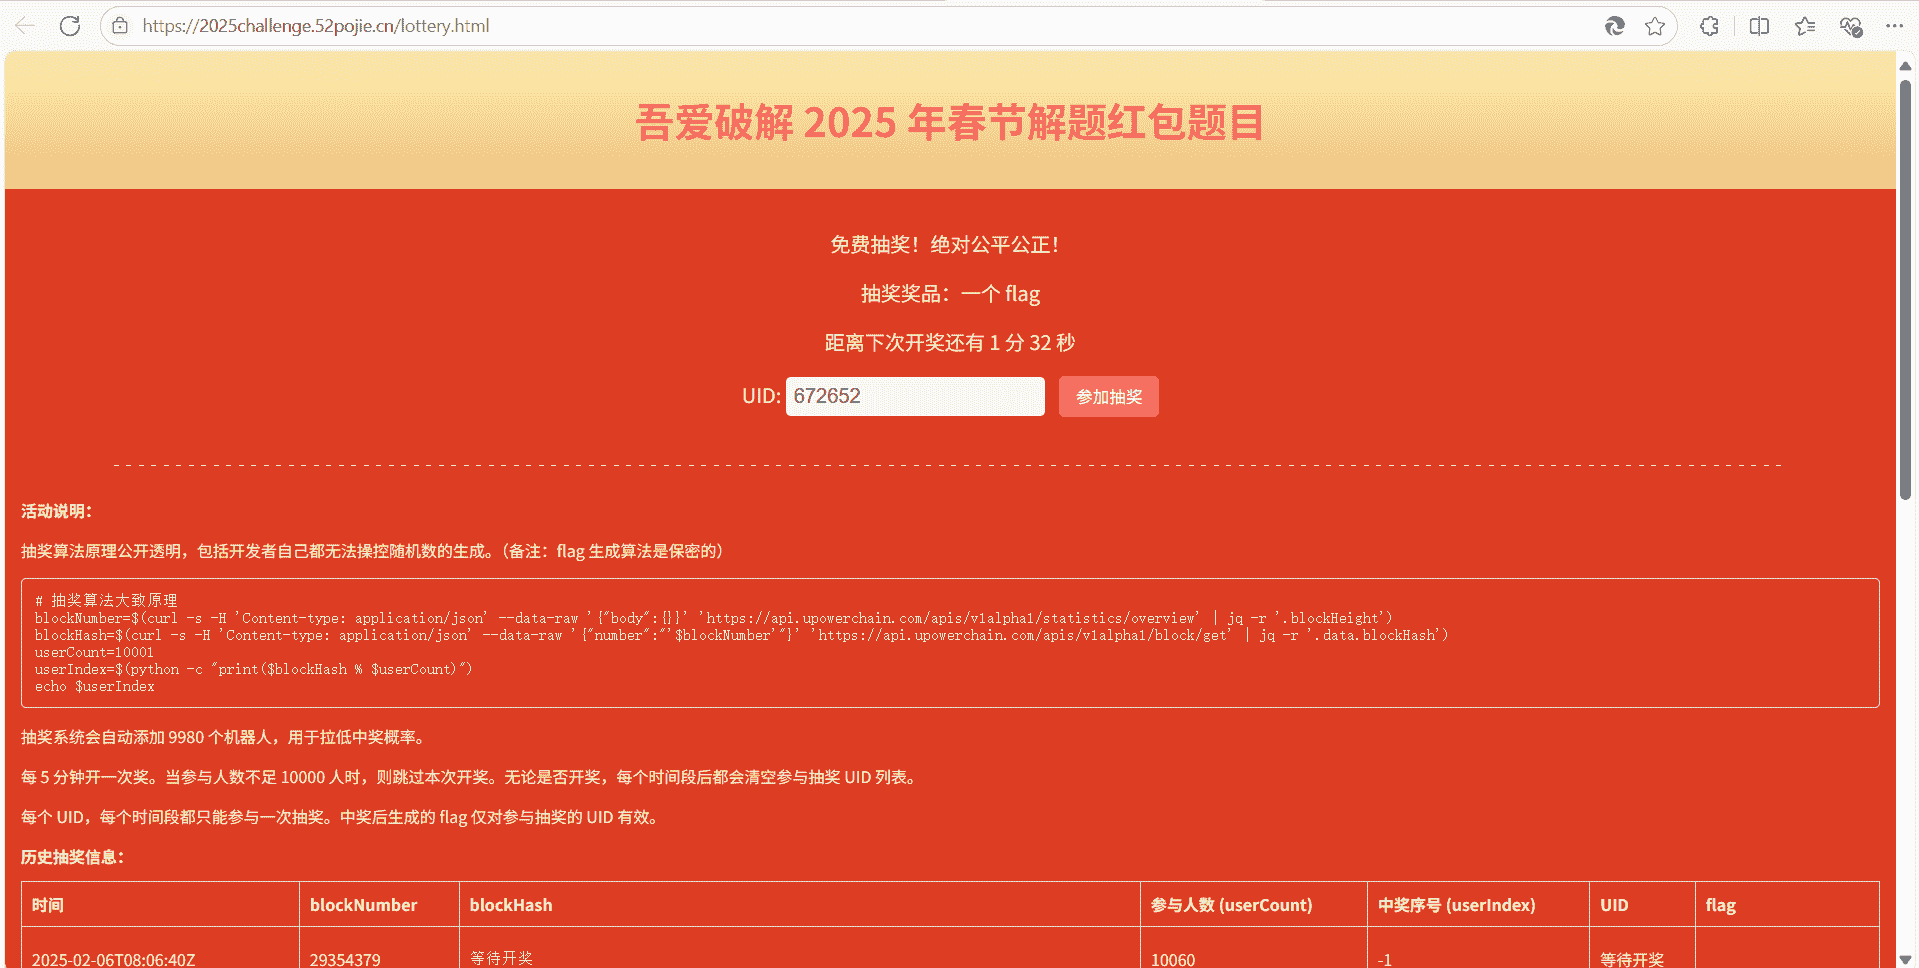 https://2025challenge.52pojie.cn/lottery.html
吾爱破解 2025 年春节解题红包题目
免费抽奖！绝对公平公正！
抽奖奖品：一个 flag
距离下次开奖还有 1 分 32 秒
UID: 672652 参加抽奖
活动说明：
抽奖算法原理公开透明，包括开发者自己都无法操控随机数的生成。（备注：flag 生成算法是保密的）
# 抽奖算法大致原理
blockNumber=$(curl -s -H 'Content-type: application/json' --data-raw '{"body":{}}' 'https://api.upowerchain.com/apis/v1alpha1/statistics/overview' | jq -r '.blockHeight')
blockHash=$(curl -s -H 'Content-type: application/json' --data-raw '{"number":"'$blockNumber'"}' 'https://api.upowerchain.com/apis/v1alpha1/block/get' | jq -r '.data.blockHash')
userCount=10001
userIndex=$(python -c "print($blockHash % $userCount)")
echo $userIndex
抽奖系统会自动添加 9980 个机器人，用于拉低中奖概率。
每 5 分钟开一次奖。当参与人数不足 10000 人时，则跳过本次开奖。无论是否开奖，每个时间段后都会清空参与抽奖 UID 列表。
每个 UID，每个时间段都只能参与一次抽奖。中奖后生成的 flag 仅对参与抽奖的 UID 有效。
历史抽奖信息：
时间 blockNumber blockHash 参与人数 (userCount) 中奖序号 (userIndex) UID flag
2025-02-06T08:06:40Z 29354379 等待开奖 10060 -1 等待开奖